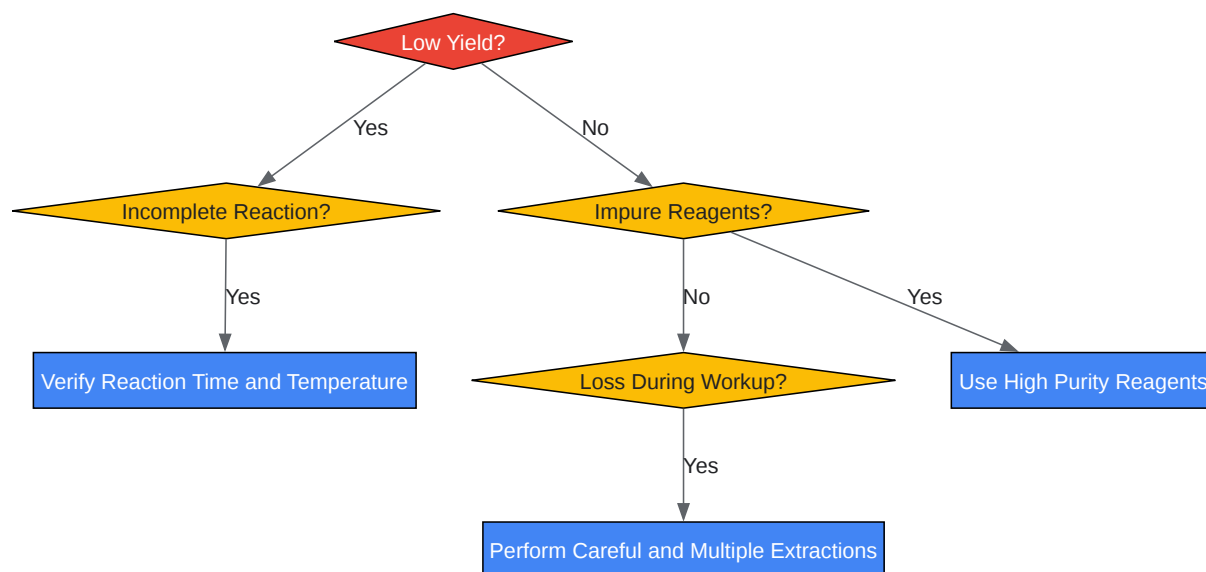 Low Yield?
Yes
No
Incomplete Reaction?
Impure Reagents?
Yes
No
Yes
Verify Reaction Time and Temperature
Loss During Workup?
Use High Purity Reagents
Yes
Perform Careful and Multiple Extractions